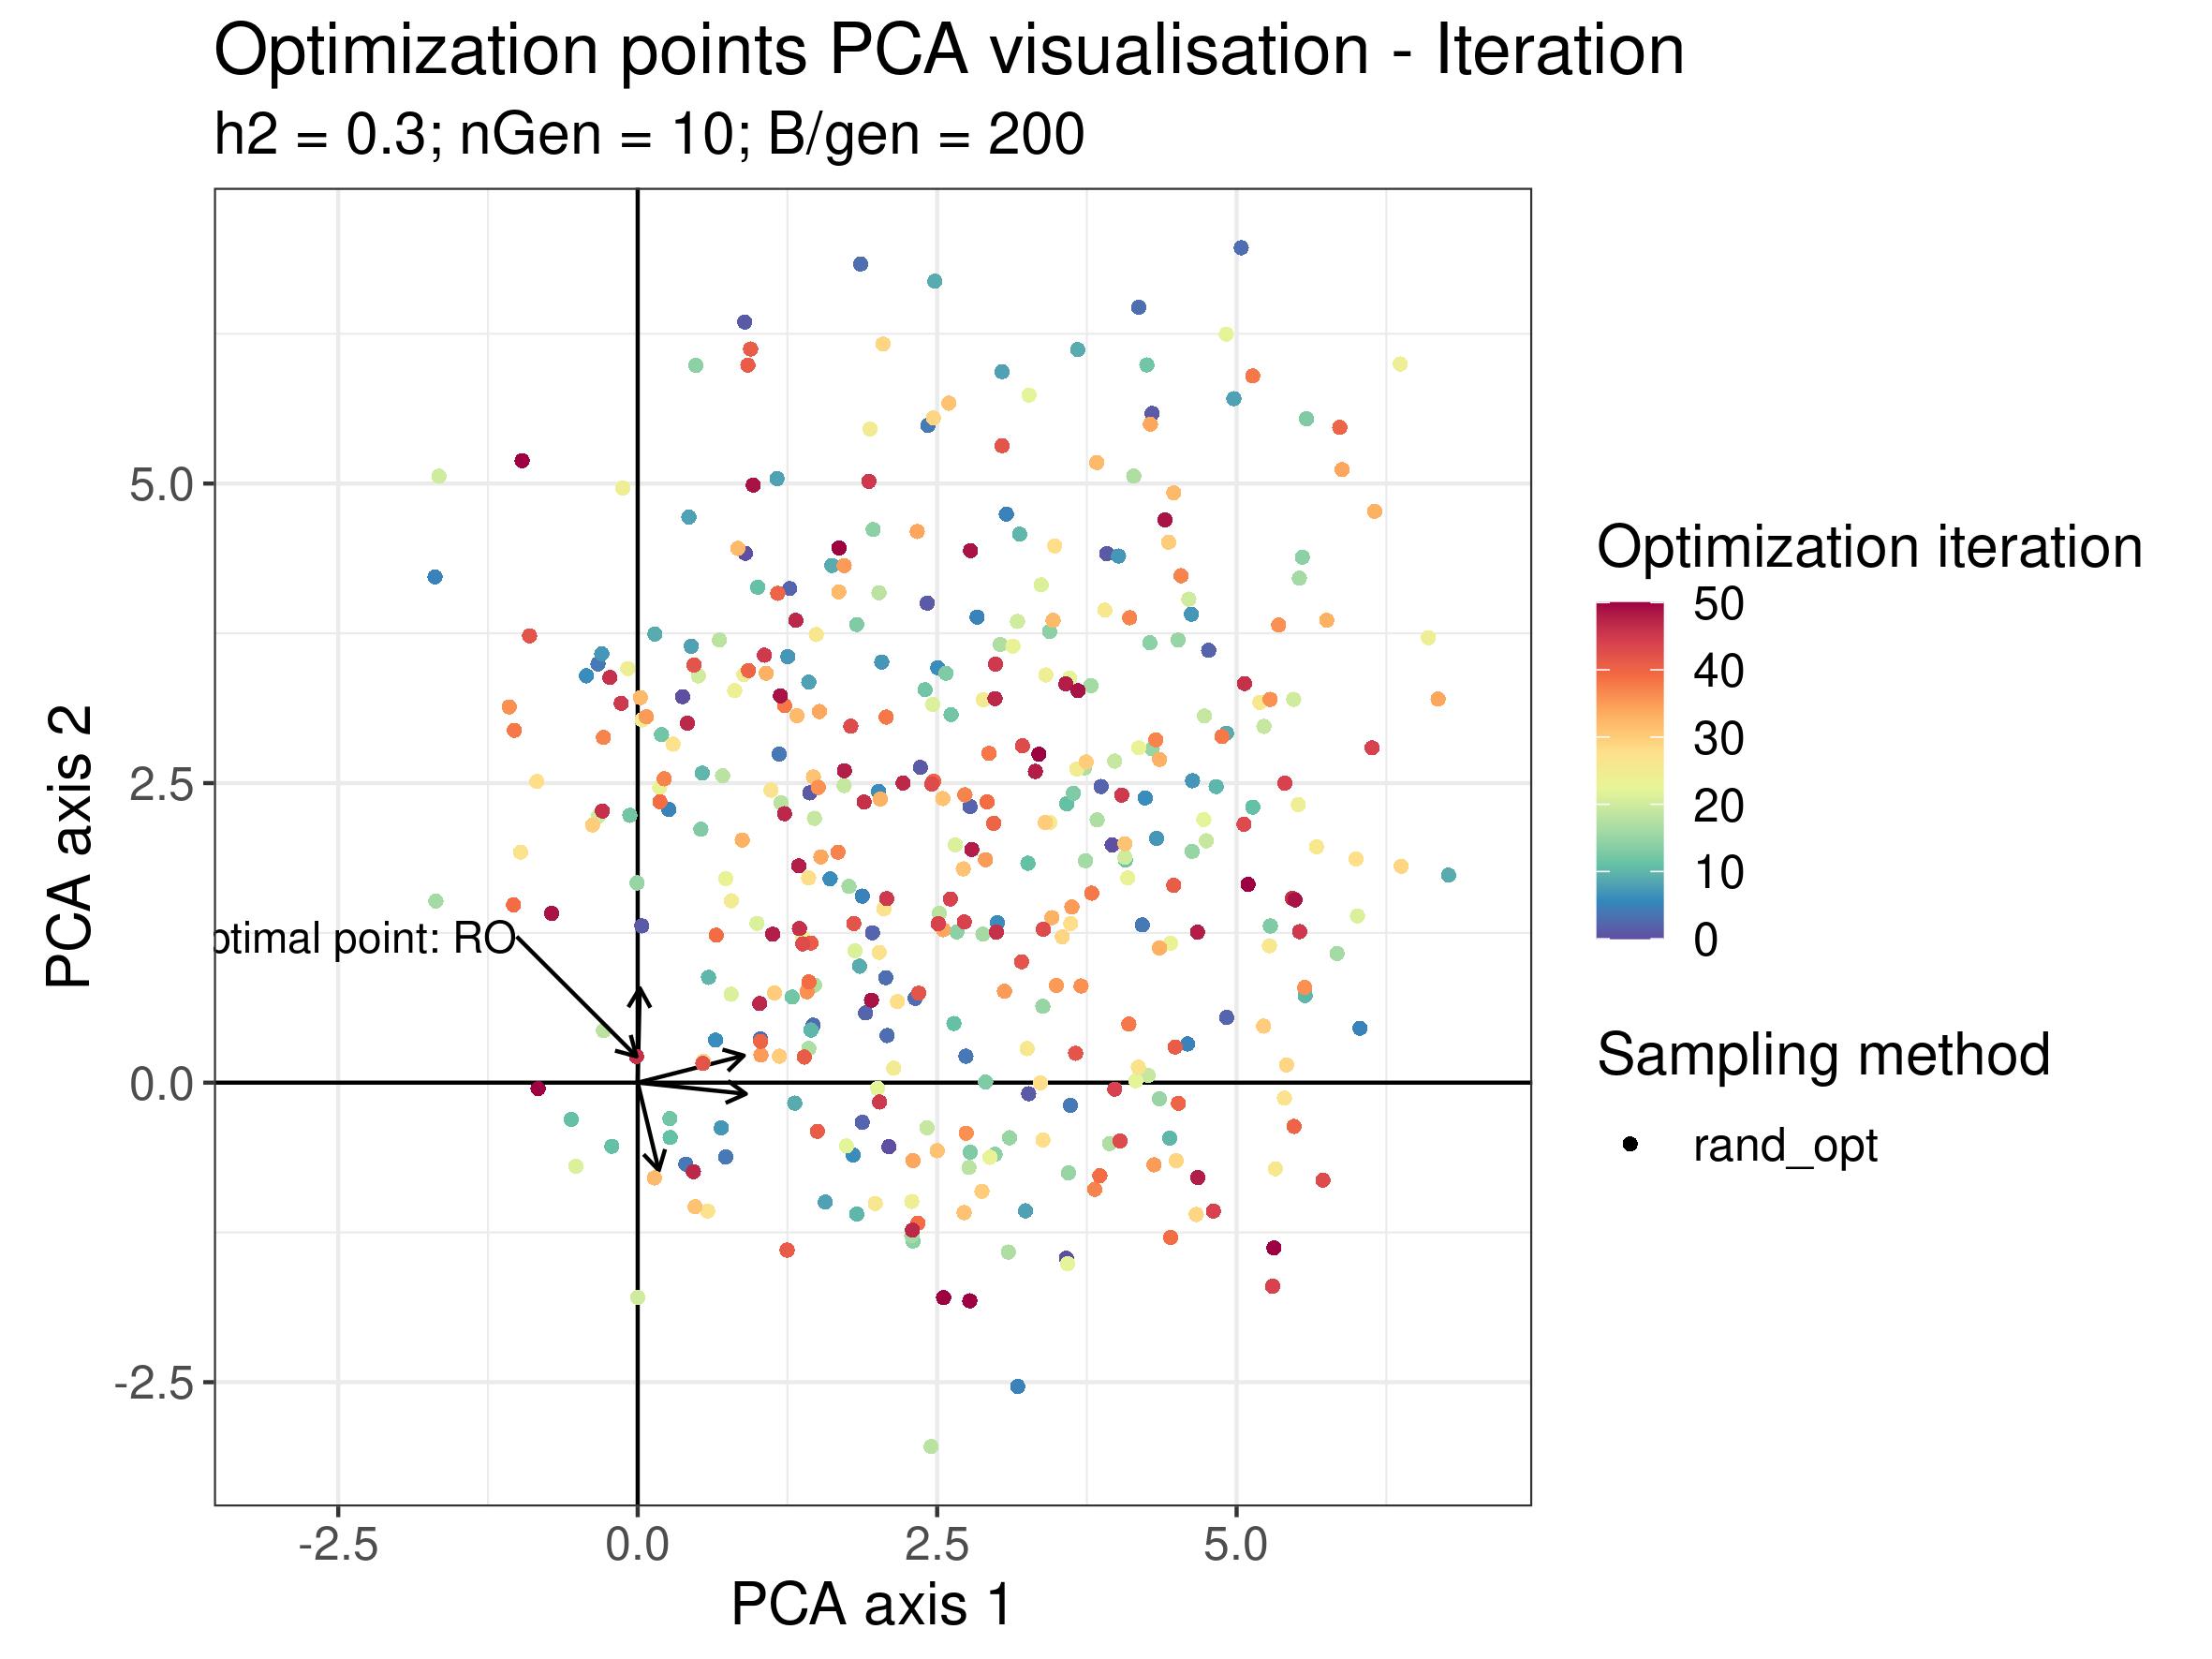 Optimization points PCA visualisation - Iteration
h2 = 0.3; nGen = 10; B/gen = 200
PCA axis 2
5.0
2.5
0.0
-2.5
ptimal point: RO
-2.5
0.0
2.5
5.0
PCA axis 1
Optimization iteration
50
40
30
20
10
0
Sampling method
rand_opt